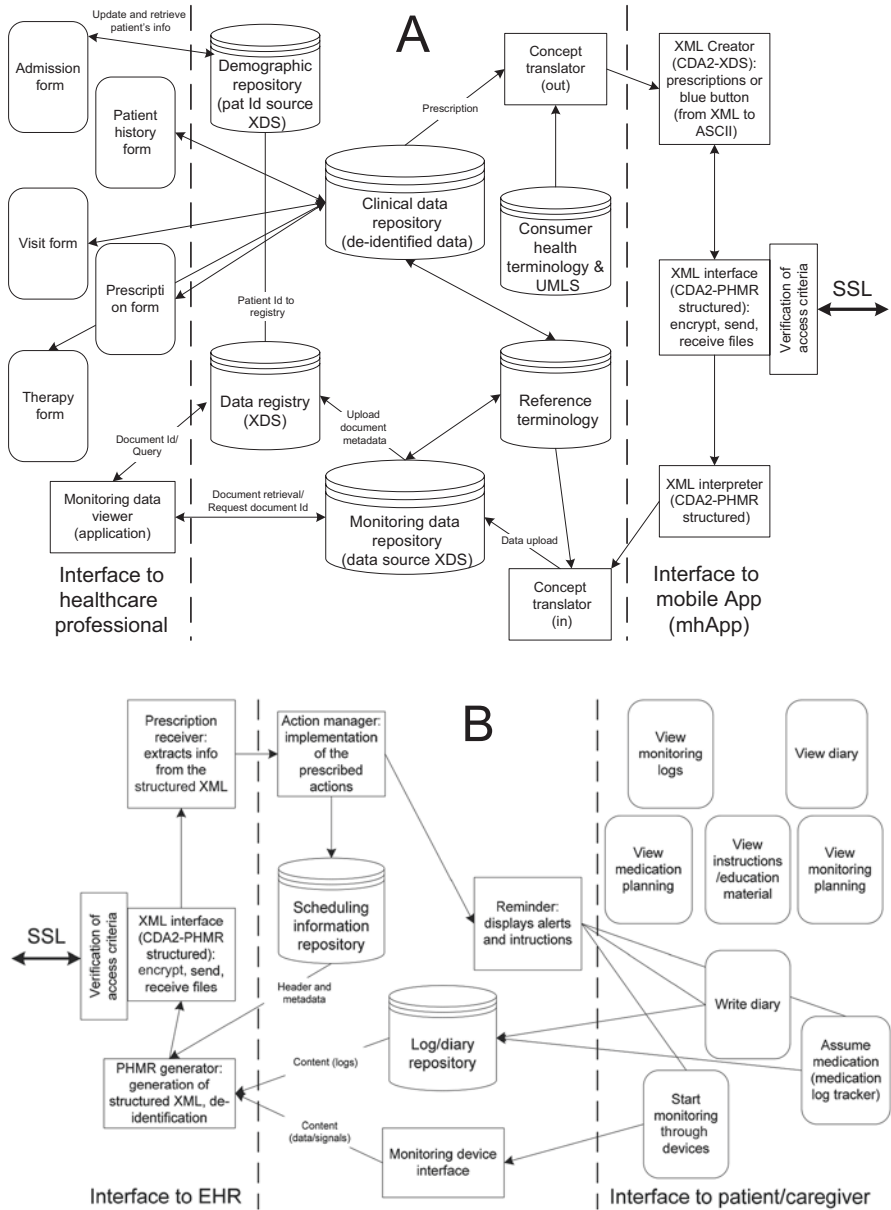 Update and retrieve
patient's info
A
Admission
form
Demographic
repository
(pat Id source
XDS)
Concept
translator
(out)
XML Creator
(CDA2-XDS):
prescriptions or
blue button
(from XML to
ASCII)
Prescription
Patient
history
form
Clinical data
repository
(de-identified data)
Consumer
health
terminology &
UMLS
Visit form
Prescripti
on form
XML interface
(CDA2-PHMR
structured):
encrypt, send,
receive files
Verification of
access criteria
SSL
Patient Id to
registry
Therapy
form
Data registry
(XDS)
Upload
document
metadata
Reference
terminology
Document Id/
Query
Monitoring data
viewer
(application)
Document retrieval/
Request document Id
Monitoring data
repository
(data source XDS)
Data upload
XML interpreter
(CDA2-PHMR
structured)
Concept
translator
(in)
Interface to
healthcare
professional
Interface to
mobile App
(mhApp)
B
Prescription
receiver:
extracts info
from the
structured XML
Action manager:
implementation
of the
prescribed
actions
View
monitoring
logs
View diary
View
medication
planning
View
instructions
/education
material
View
monitoring
planning
Scheduling
information
repository
Reminder:
displays alerts
and intructions
SSL
Verification of
access criteria
XML interface
(CDA2-PHMR
structured):
encrypt, send,
receive files
Header and
metadata
Write diary
Log/diary
repository
Assume
medication
(medication
log tracker)
Content (logs)
PHMR generator:
generation of
structured XML, de-
identification
Start
monitoring
through
devices
Content
(data/signals)
Monitoring device
interface
Interface to EHR
Interface to patient/caregiver